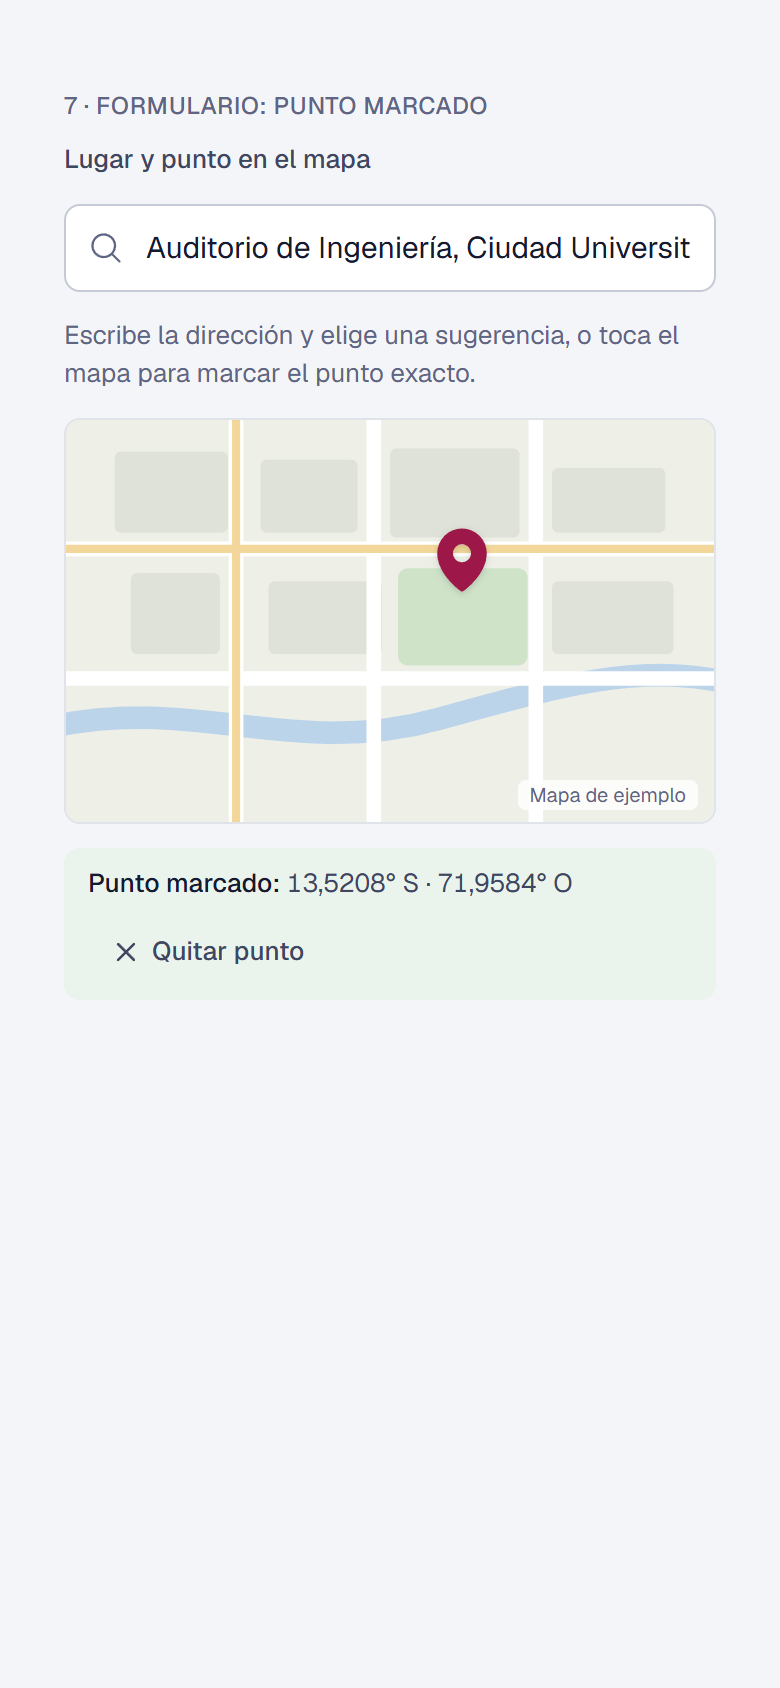 7 · FORMULARIO: PUNTO MARCADO
Lugar y punto en el mapa
Auditorio de Ingeniería, Ciudad Universit
Escribe la dirección y elige una sugerencia, o toca el
mapa para marcar el punto exacto.
Mapa de ejemplo
Punto marcado: 13,5208° S · 71,9584° O
Quitar punto